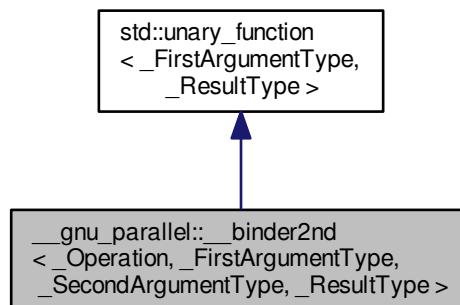 std::unary_function
< _FirstArgumentType,
_ResultType >
__gnu_parallel::__binder2nd
< _Operation, _FirstArgumentType,
_SecondArgumentType, _ResultType >